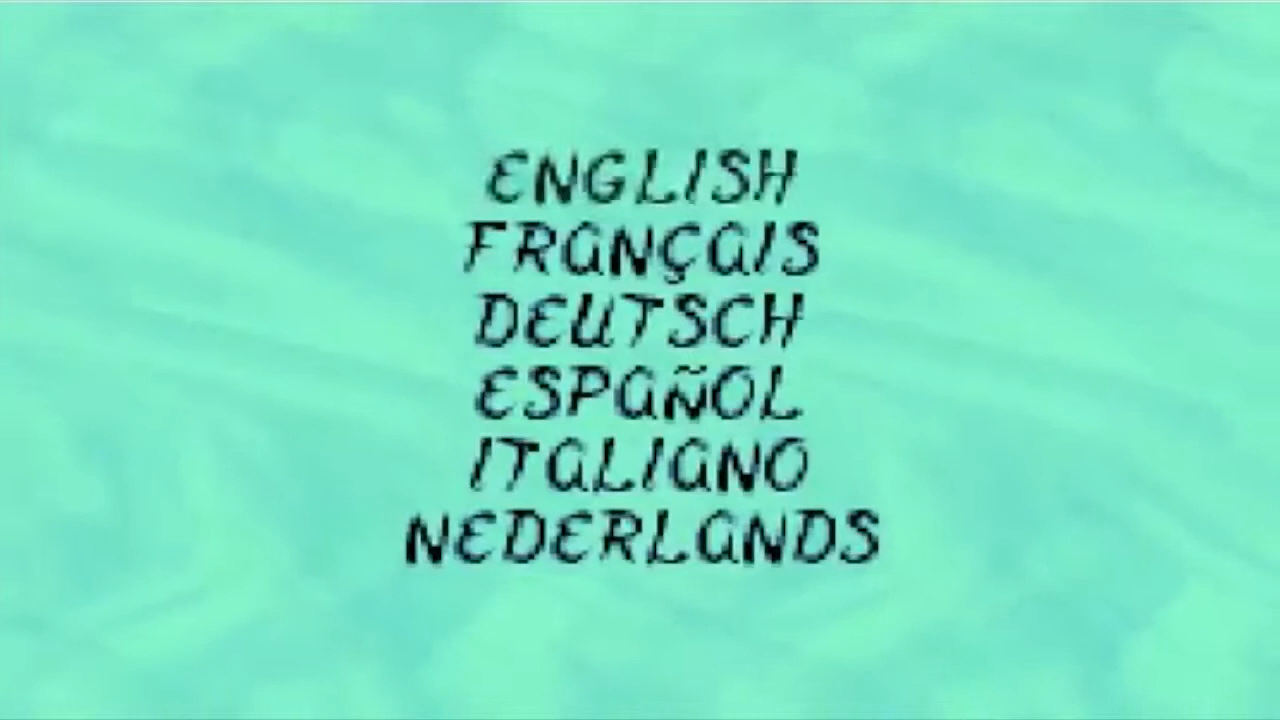 ENGLISH
FRANÇAIS
DEUTSCH
ESPAÑOL
ITALIANO
NEDERLANDS